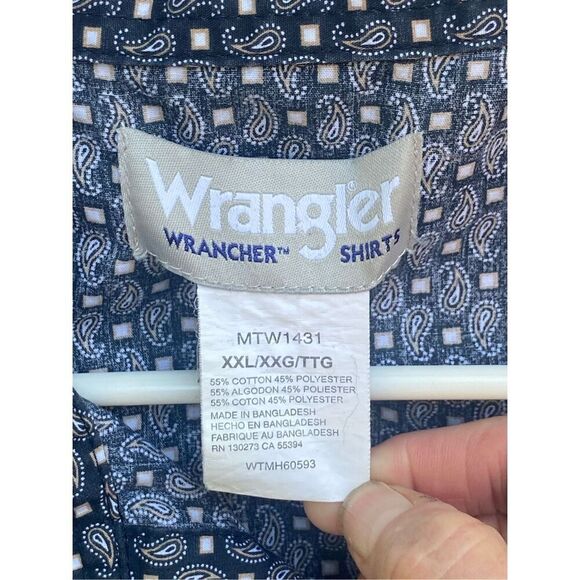 Wrangler
WRANCHER™ SHIRTS
MTW1431
XXL/XXG/TTG
55% COTTON 45% POLYESTER
55% ALGODON 45% POLIESTER
55% COTON 45% POLYESTER
MADE IN BANGLADESH
HECHO EN BANGLADESH
FABRIQUE AU BANGLADESH
RN 130273 CA 55394
WTMH60593